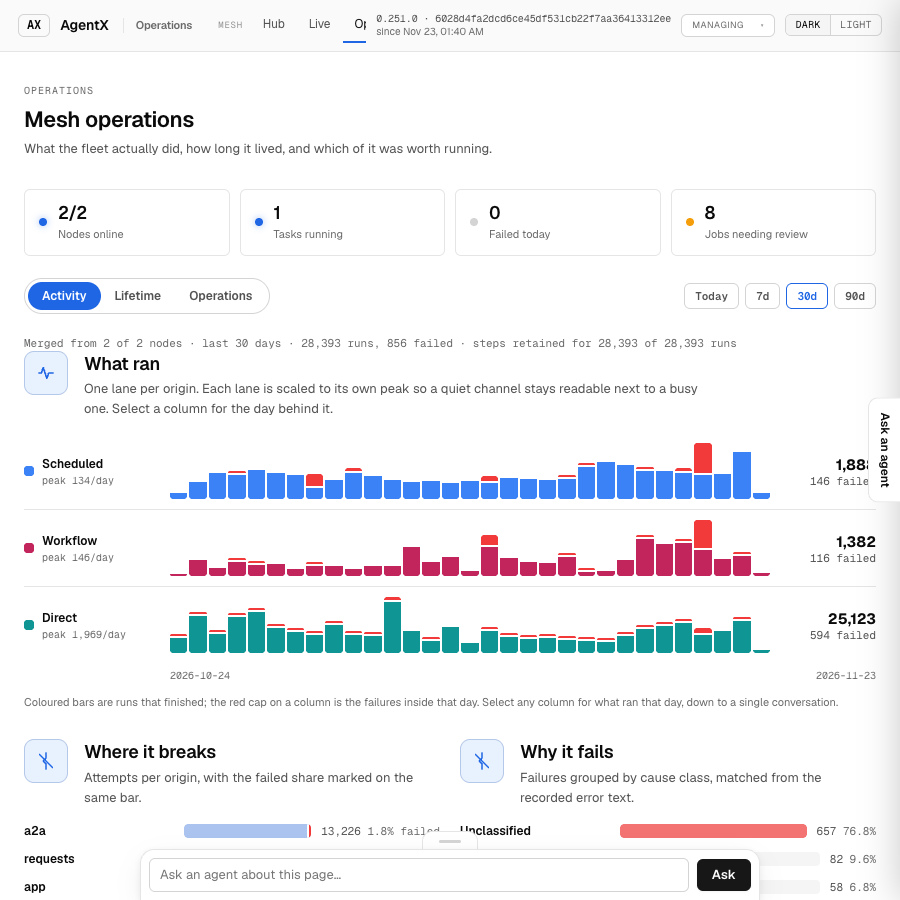 AX AgentX Operations MESH Hub Live Op 0.251.0 · 6028d4fa2dcd6ce45df531cb22f7aa36413312ee MANAGING DARK LIGHT
since Nov 23, 01:40 AM
OPERATIONS
Mesh operations
What the fleet actually did, how long it lived, and which of it was worth running.
2/2 1 0 8
Nodes online Tasks running Failed today Jobs needing review
Activity Lifetime Operations Today 7d 30d 90d
Merged from 2 of 2 nodes · last 30 days · 28,393 runs, 856 failed · steps retained for 28,393 of 28,393 runs
What ran
One lane per origin. Each lane is scaled to its own peak so a quiet channel stays readable next to a busy
one. Select a column for the day behind it.
Ask an agent
Scheduled 1,888
peak 134/day 146 failed
Workflow 1,382
peak 146/day 116 failed
Direct 25,123
peak 1,969/day 594 failed
2026-10-24 2026-11-23
Coloured bars are runs that finished; the red cap on a column is the failures inside that day. Select any column for what ran that day, down to a single conversation.
Where it breaks
Attempts per origin, with the failed share marked on the
same bar.
Why it fails
Failures grouped by cause class, matched from the
recorded error text.
a2a 13,226 1.8% failed Unclassified 657 76.8%
requests 82 9.6%
app 58 6.8%
Ask an agent about this page… Ask